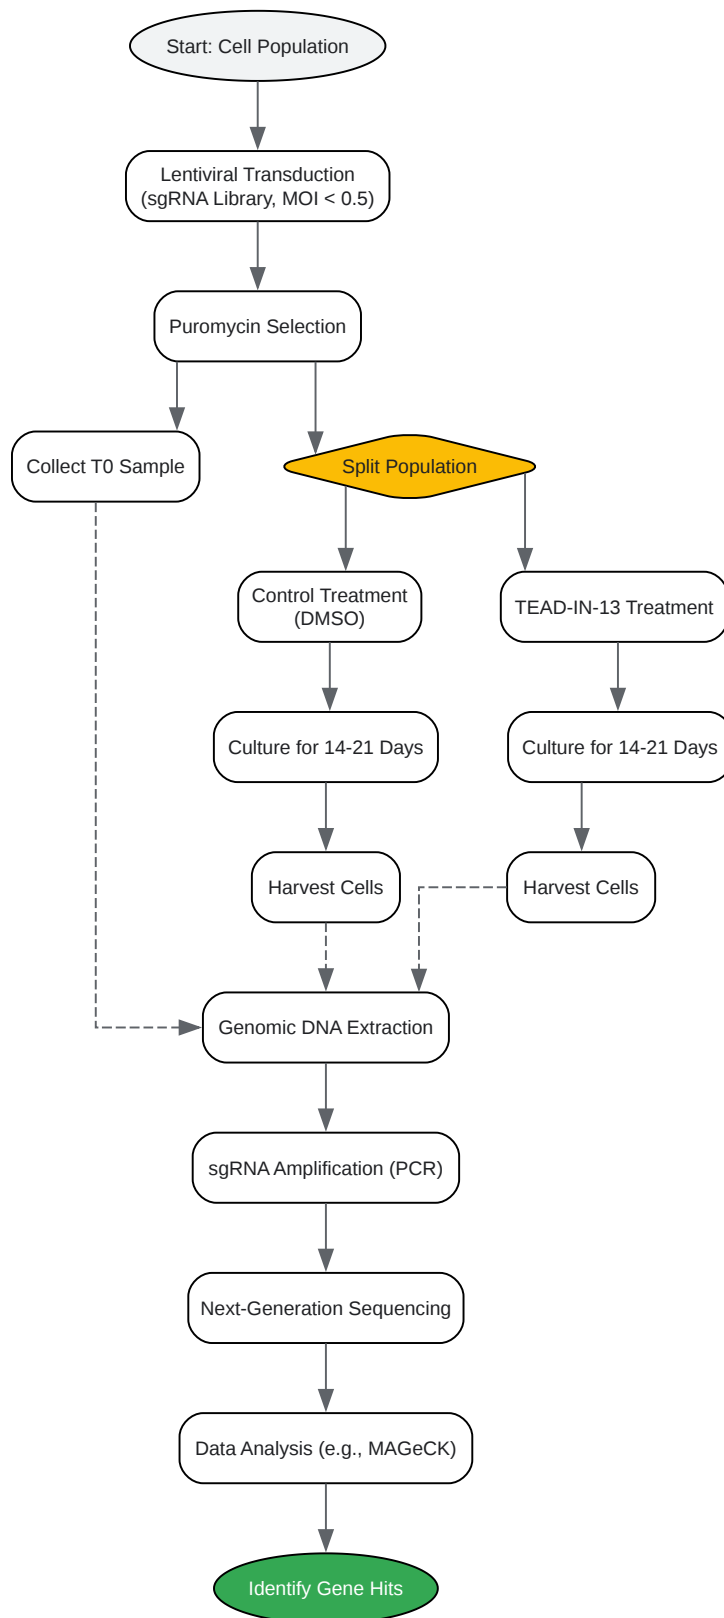 Start: Cell Population
Lentiviral Transduction
(sgRNA Library, MOI < 0.5)
Puromycin Selection
Collect T0 Sample
Split Population
Control Treatment
(DMSO)
TEAD-IN-13 Treatment
Culture for 14-21 Days
Culture for 14-21 Days
Harvest Cells
Harvest Cells
Genomic DNA Extraction
sgRNA Amplification (PCR)
Next-Generation Sequencing
Data Analysis (e.g., MAGeCK)
Identify Gene Hits